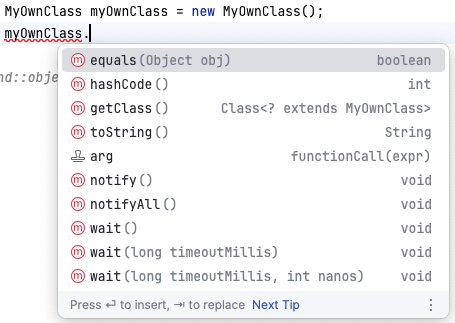 MyOwnClass myOwnClass = new MyOwnClass();
myOwnClass.
equals(Object obj) boolean
nd::obje
hashCode() int
getClass() Class<? extends MyOwnClass>
toString() String
arg functionCall(expr)
notify() void
notifyAll() void
wait() void
wait(long timeoutMillis) void
wait(long timeoutMillis, int nanos) void
Press ↵ to insert, ⇥ to replace Next Tip